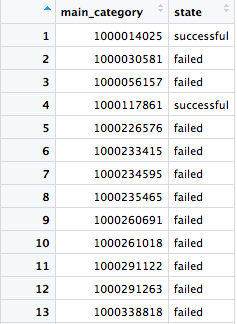 main_category state
1 1000014025 successful
2 1000030581 failed
3 1000056157 failed
4 1000117861 successful
5 1000226576 failed
6 1000233415 failed
7 1000234595 failed
8 1000235465 failed
9 1000260691 failed
10 1000261018 failed
11 1000291122 failed
12 1000291263 failed
13 1000338818 failed